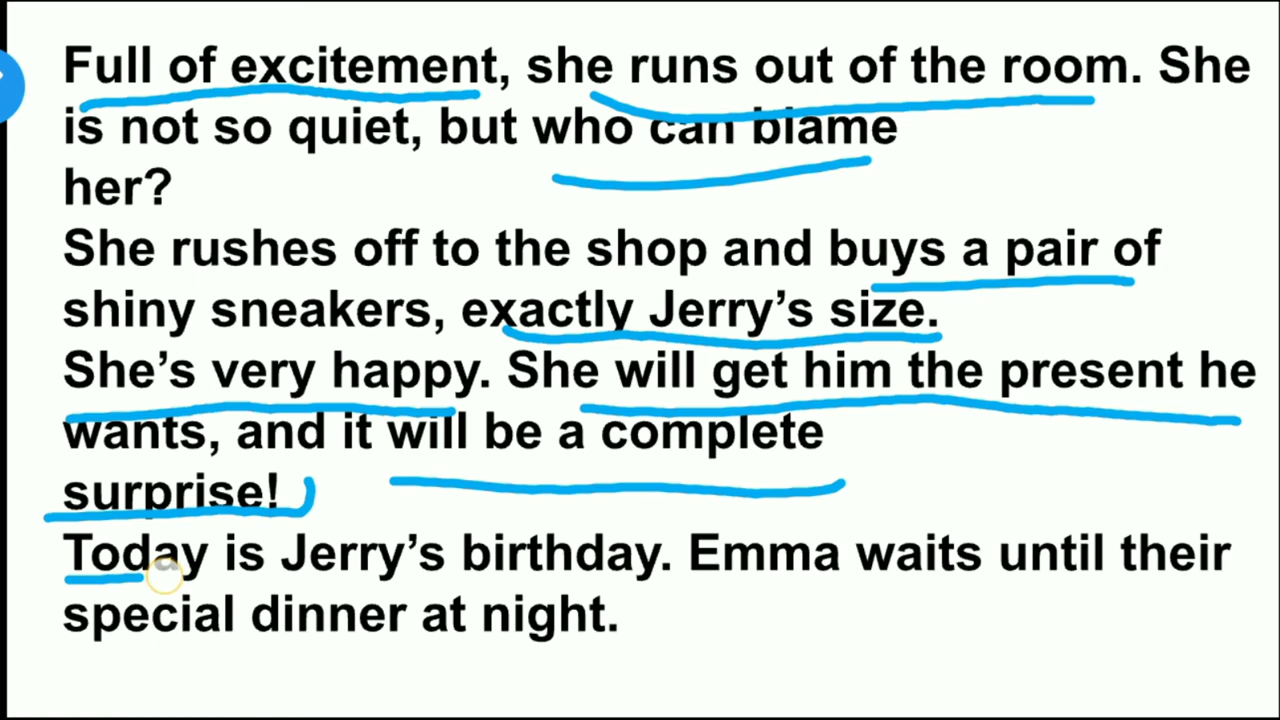 Full of excitement, she runs out of the room. She
is not so quiet, but who can blame
her?
She rushes off to the shop and buys a pair of
shiny sneakers, exactly Jerry’s size.
She’s very happy. She will get him the present he
wants, and it will be a complete
surprise!
Today is Jerry’s birthday. Emma waits until their
special dinner at night.